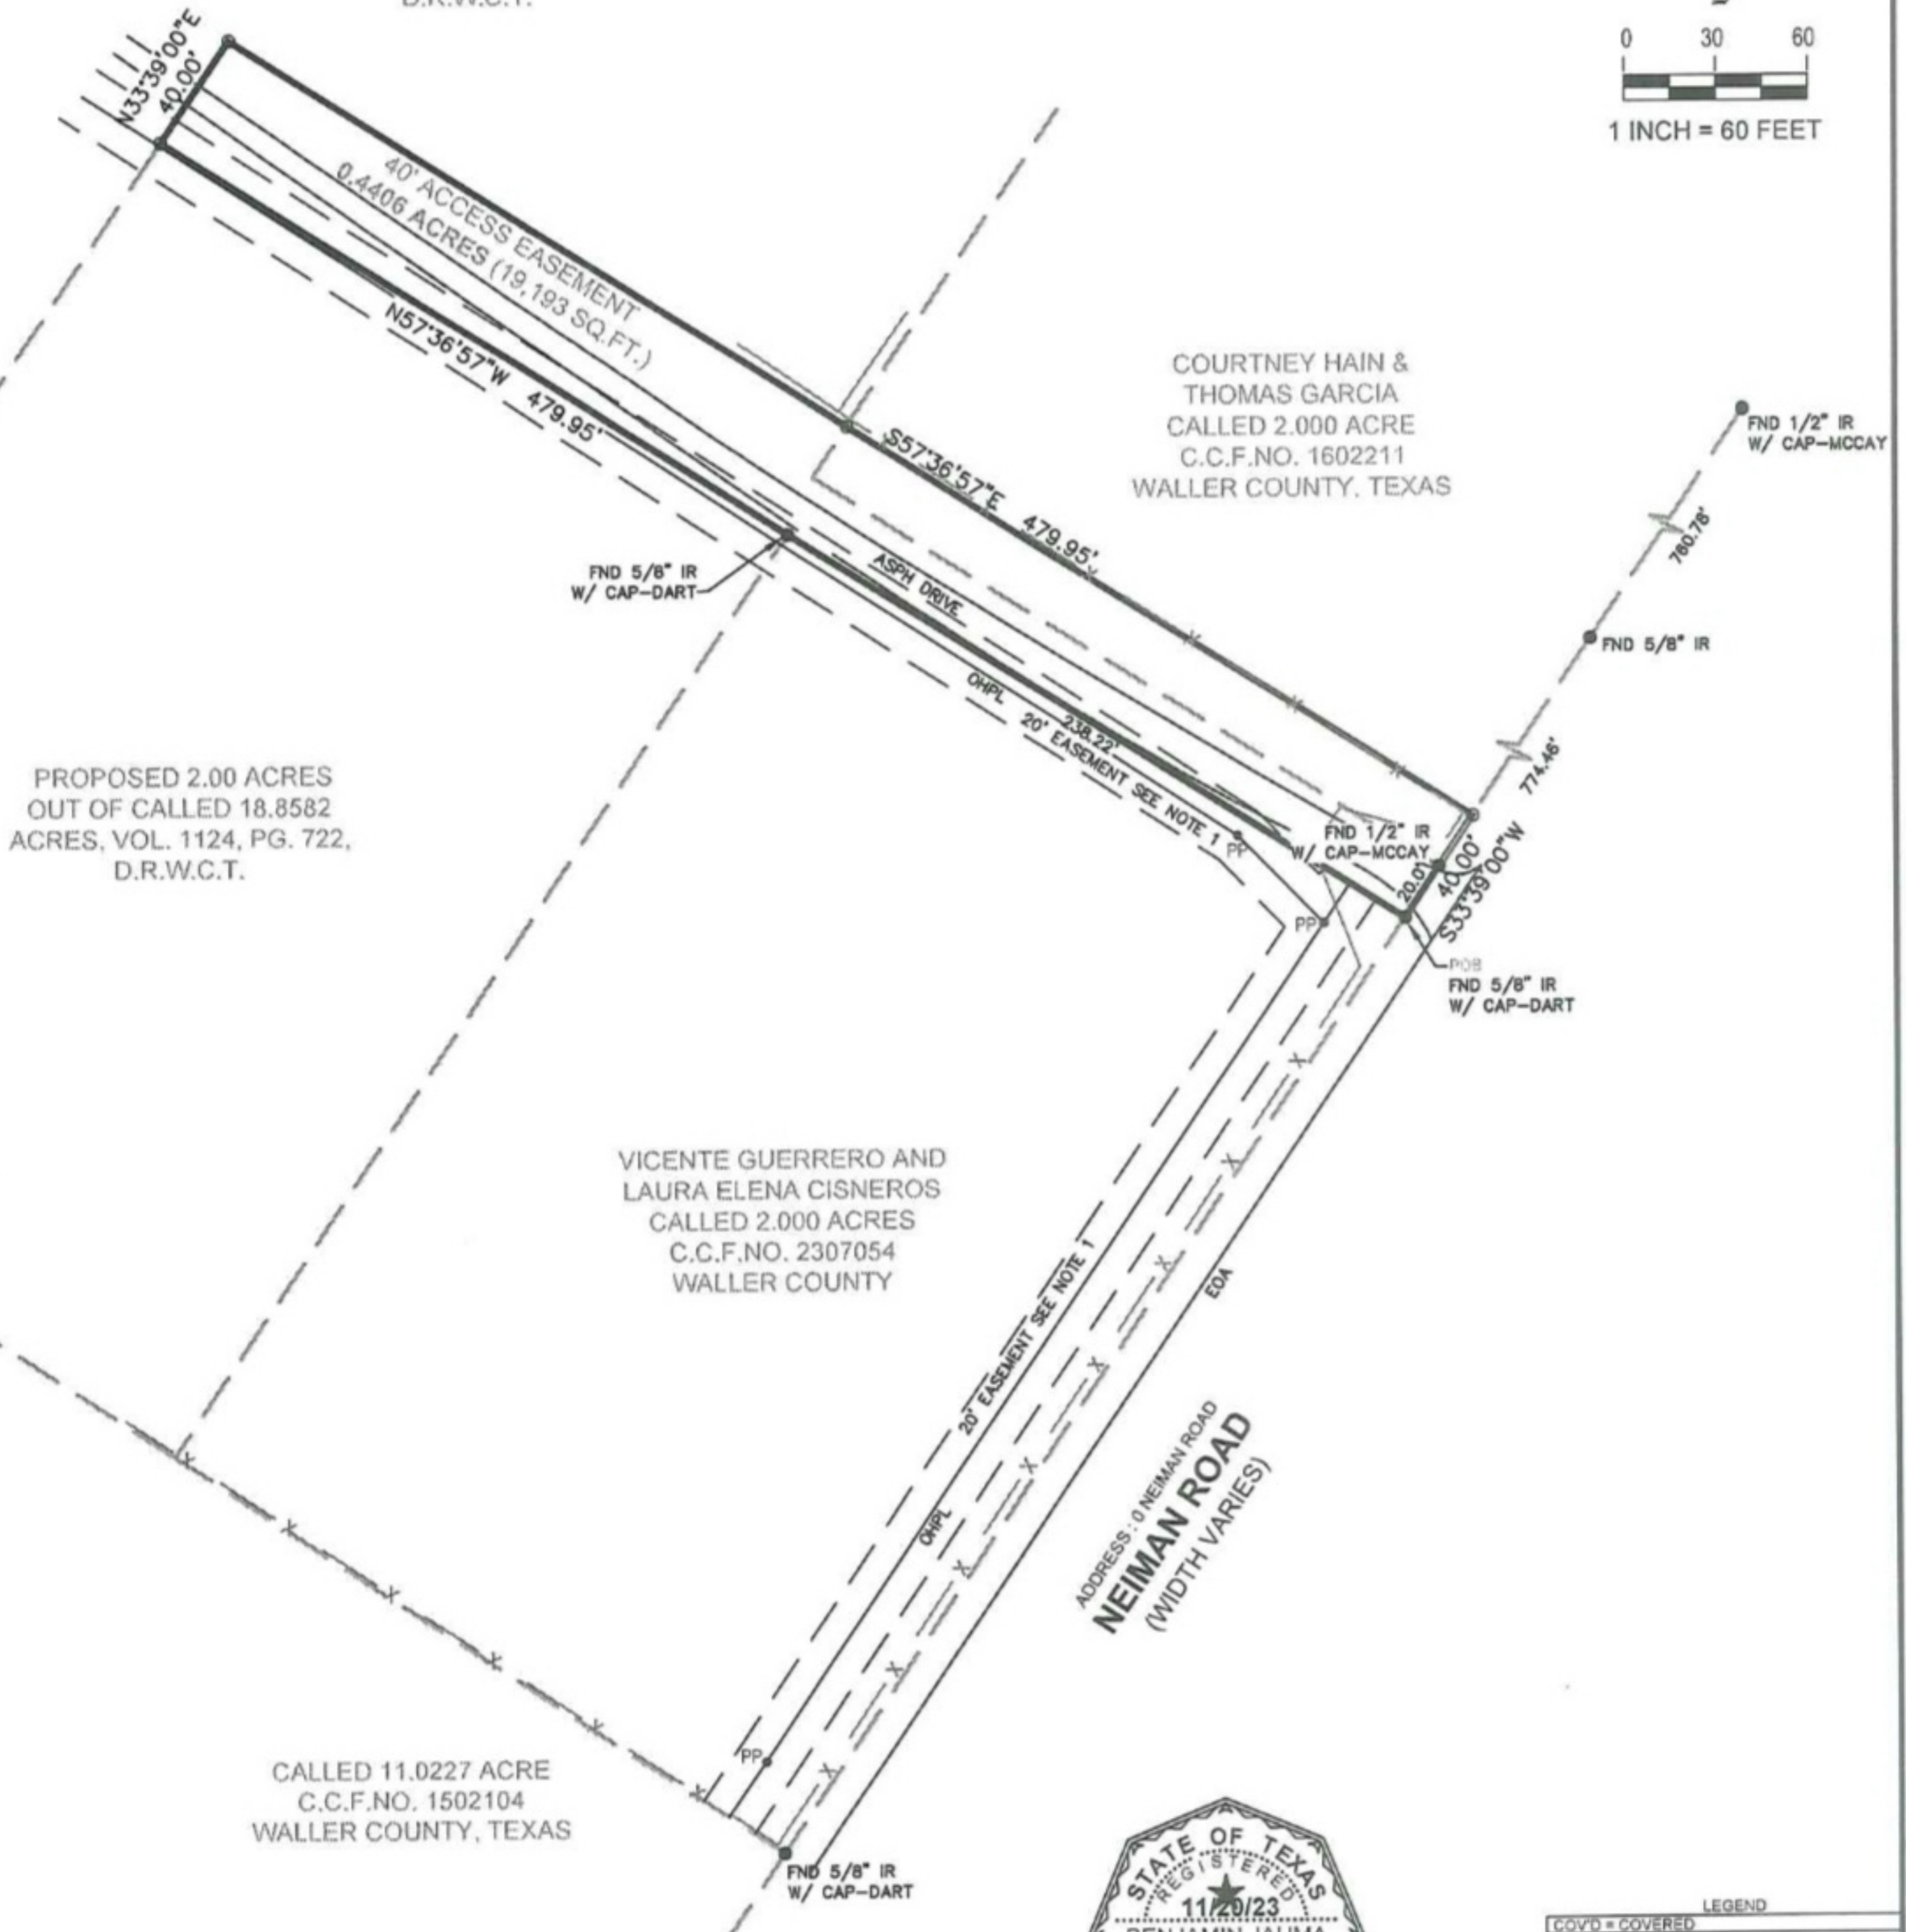 D.R.W.C.T.
0 30 60
1 INCH = 60 FEET
N33°39'00"E
40.00'
40' ACCESS EASEMENT
0.4406 ACRES (19,193 SQ.FT.)
N57°36'57"W 479.95'
S57°36'57"E 479.95'
COURTNEY HAIN &
THOMAS GARCIA
CALLED 2.000 ACRE
C.C.F.NO. 1602211
WALLER COUNTY, TEXAS
FND 1/2" IR
W/ CAP-MCCAY
760.78'
FND 5/8" IR
774.46'
FND 5/8" IR
W/ CAP-DART
ASPH DRIVE
OHPL
238.22'
20' EASEMENT SEE NOTE 1
PP
FND 1/2" IR
W/ CAP-MCCAY
20.0'
40.00'
S33°39'00"W
PP
POB
FND 5/8" IR
W/ CAP-DART
PROPOSED 2.00 ACRES
OUT OF CALLED 18.8582
ACRES, VOL. 1124, PG. 722,
D.R.W.C.T.
VICENTE GUERRERO AND
LAURA ELENA CISNEROS
CALLED 2.000 ACRES
C.C.F.NO. 2307054
WALLER COUNTY
20' EASEMENT SEE NOTE 1
EOA
OHPL
ADDRESS : 0 NEIMAN ROAD
NEIMAN ROAD
(WIDTH VARIES)
PP
CALLED 11.0227 ACRE
C.C.F.NO. 1502104
WALLER COUNTY, TEXAS
FND 5/8" IR
W/ CAP-DART
STATE OF TEXAS
REGISTERED
11/20/23
LEGEND
COV'D = COVERED